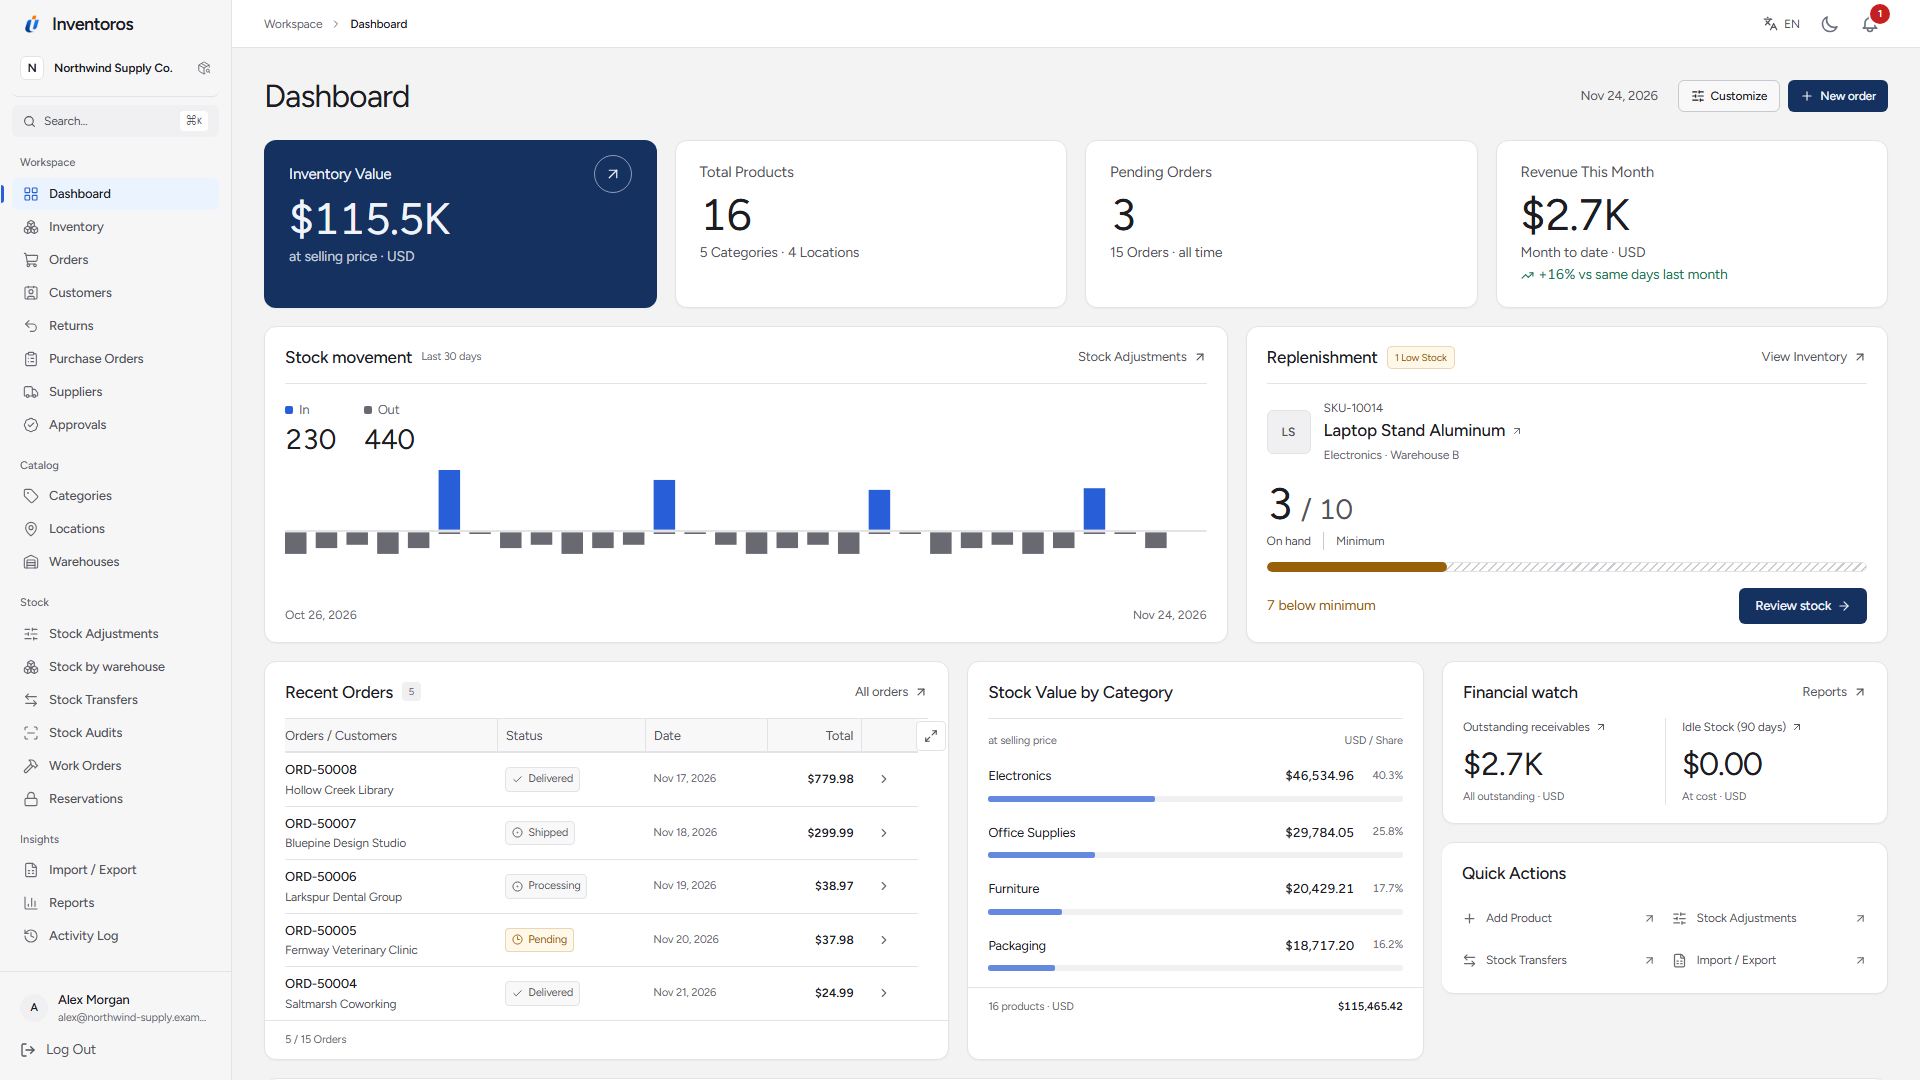 Inventoros
N Northwind Supply Co.
Search... ⌘K
Workspace
Dashboard
Inventory
Orders
Customers
Returns
Purchase Orders
Suppliers
Approvals
Catalog
Categories
Locations
Warehouses
Stock
Stock Adjustments
Stock by warehouse
Stock Transfers
Stock Audits
Work Orders
Reservations
Insights
Import / Export
Reports
Activity Log
A Alex Morgan
alex@northwind-supply.exam...
Log Out
Workspace > Dashboard
EN
1
Dashboard
Nov 24, 2026
Customize
+ New order
Inventory Value
$115.5K
at selling price · USD
Total Products
16
5 Categories · 4 Locations
Pending Orders
3
15 Orders · all time
Revenue This Month
$2.7K
Month to date · USD
+16% vs same days last month
Stock movement Last 30 days
Stock Adjustments
In Out
230 440
Oct 26, 2026 Nov 24, 2026
Replenishment 1 Low Stock
View Inventory
LS
SKU-10014
Laptop Stand Aluminum
Electronics · Warehouse B
3 / 10
On hand Minimum
7 below minimum
Review stock →
Recent Orders 5
All orders
Orders / Customers Status Date Total
ORD-50008
Hollow Creek Library
Delivered Nov 17, 2026 $779.98
ORD-50007
Bluepine Design Studio
Shipped Nov 18, 2026 $299.99
ORD-50006
Larkspur Dental Group
Processing Nov 19, 2026 $38.97
ORD-50005
Fernway Veterinary Clinic
Pending Nov 20, 2026 $37.98
ORD-50004
Saltmarsh Coworking
Delivered Nov 21, 2026 $24.99
5 / 15 Orders
Stock Value by Category
at selling price USD / Share
Electronics $46,534.96 40.3%
Office Supplies $29,784.05 25.8%
Furniture $20,429.21 17.7%
Packaging $18,717.20 16.2%
16 products · USD $115,465.42
Financial watch
Reports
Outstanding receivables
$2.7K
All outstanding · USD
Idle Stock (90 days)
$0.00
At cost · USD
Quick Actions
Add Product
Stock Adjustments
Stock Transfers
Import / Export